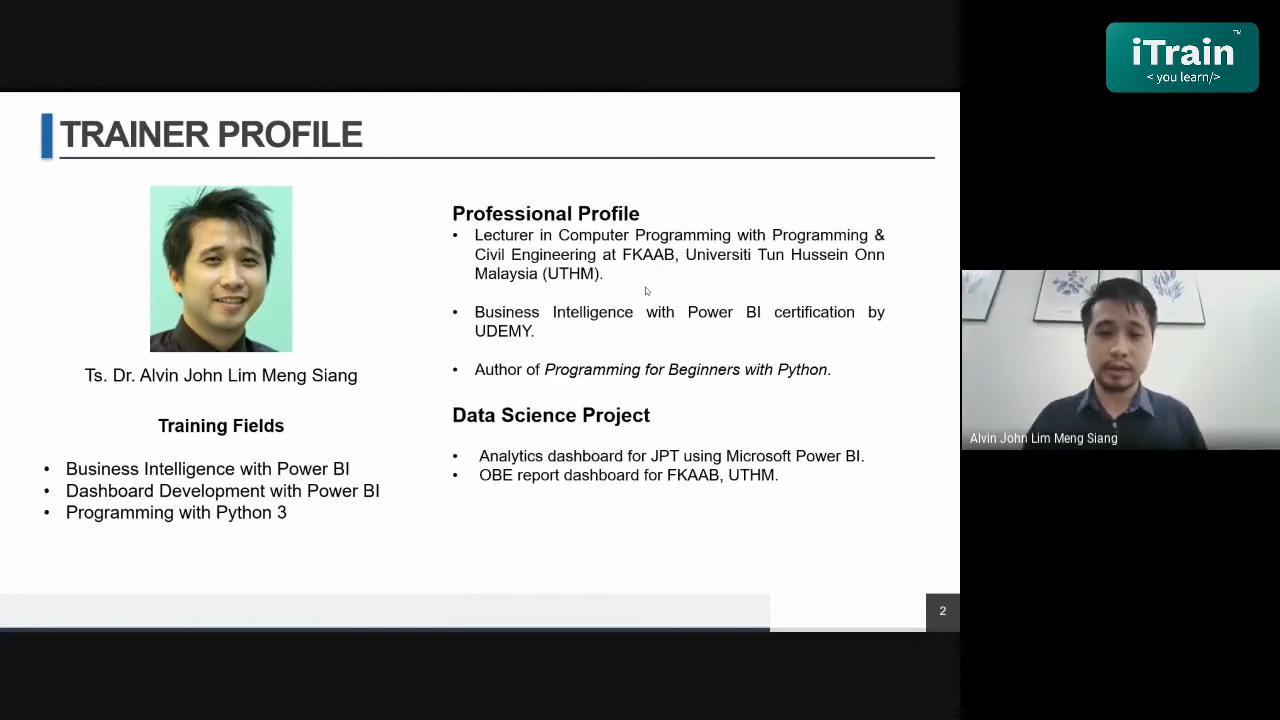 iTrain™
< you learn/>
TRAINER PROFILE
Ts. Dr. Alvin John Lim Meng Siang
Training Fields
• Business Intelligence with Power BI
• Dashboard Development with Power BI
• Programming with Python 3
Professional Profile
• Lecturer in Computer Programming with Programming &
Civil Engineering at FKAAB, Universiti Tun Hussein Onn
Malaysia (UTHM).
• Business Intelligence with Power BI certification by
UDEMY.
• Author of Programming for Beginners with Python.
Data Science Project
• Analytics dashboard for JPT using Microsoft Power BI.
• OBE report dashboard for FKAAB, UTHM.
2
Alvin John Lim Meng Siang